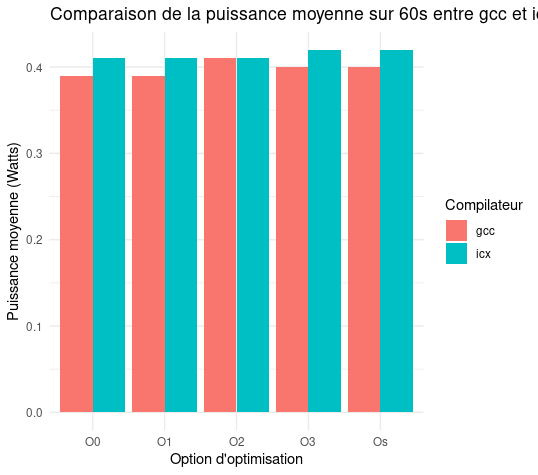 Comparaison de la puissance moyenne sur 60s entre gcc et ic
Puissance moyenne (Watts)
0.4
0.3
0.2
0.1
0.0
O0 O1 O2 O3 Os
Option d'optimisation
Compilateur
gcc
icx